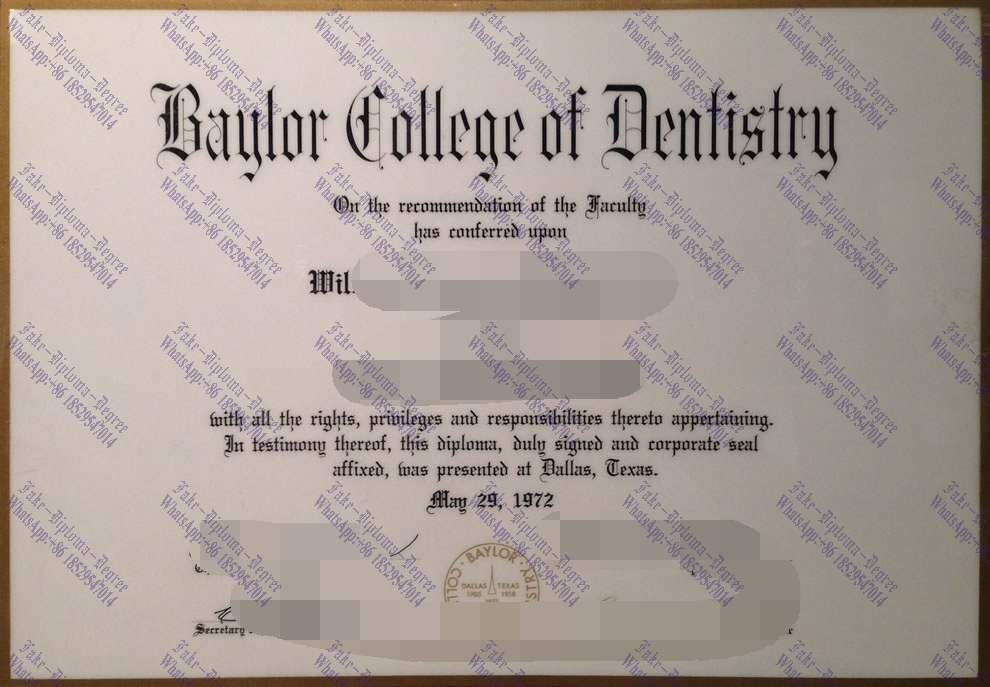 Baylor College of Dentistry
On the recommendation of the Faculty
has conferred upon
Wil
with all the rights, privileges and responsibilities thereto appertaining.
In testimony thereof, this diploma, duly signed and corporate seal
affixed, was presented at Dallas, Texas.
May 29, 1972
BAYLOR
DALLAS TEXAS
1905 1918
Secretary
Fake-Diploma-Degree
WhatsApp:+86 18529547014